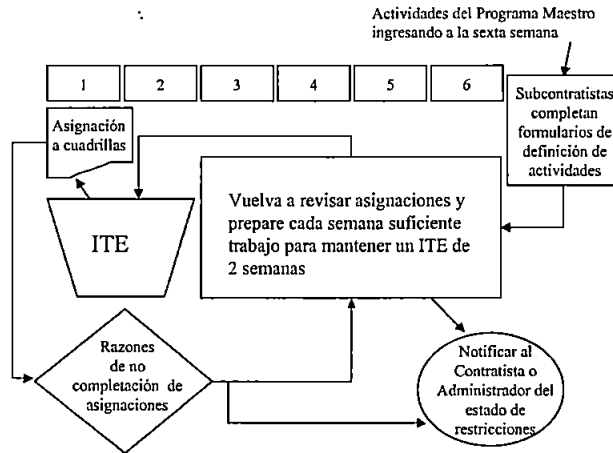 Actividades del Programa Maestro
ingresando a la sexta semana
1 2 3 4 5 6
Subcontratistas
completan
formularios de
definición de
actividades
Asignación
a cuadrillas
ITE
Vuelva a revisar asignaciones y
prepare cada semana suficiente
trabajo para mantener un ITE de
2 semanas
Razones
de no
completación de
asignaciones
Notificar al
Contratista o
Administrador del
estado de
restricciones